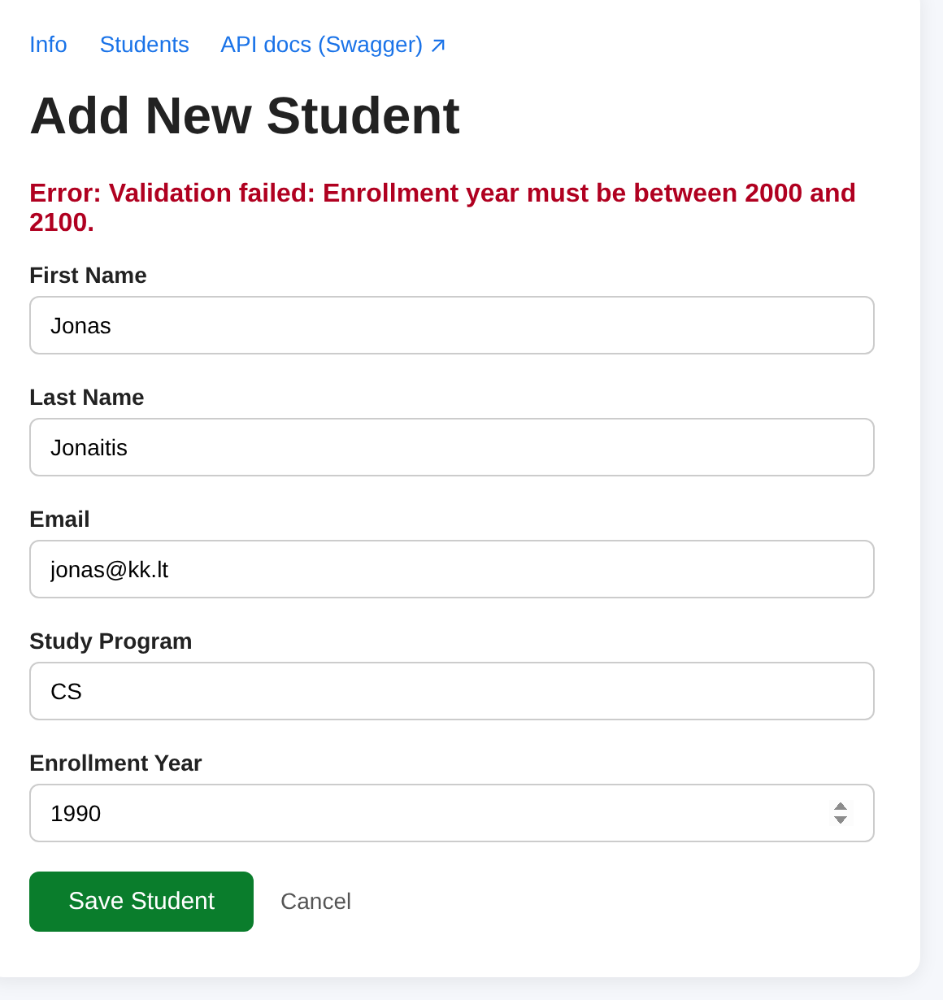 Info Students API docs (Swagger) ↗
Add New Student
Error: Validation failed: Enrollment year must be between 2000 and
2100.
First Name
Jonas
Last Name
Jonaitis
Email
jonas@kk.lt
Study Program
CS
Enrollment Year
1990
Save Student Cancel